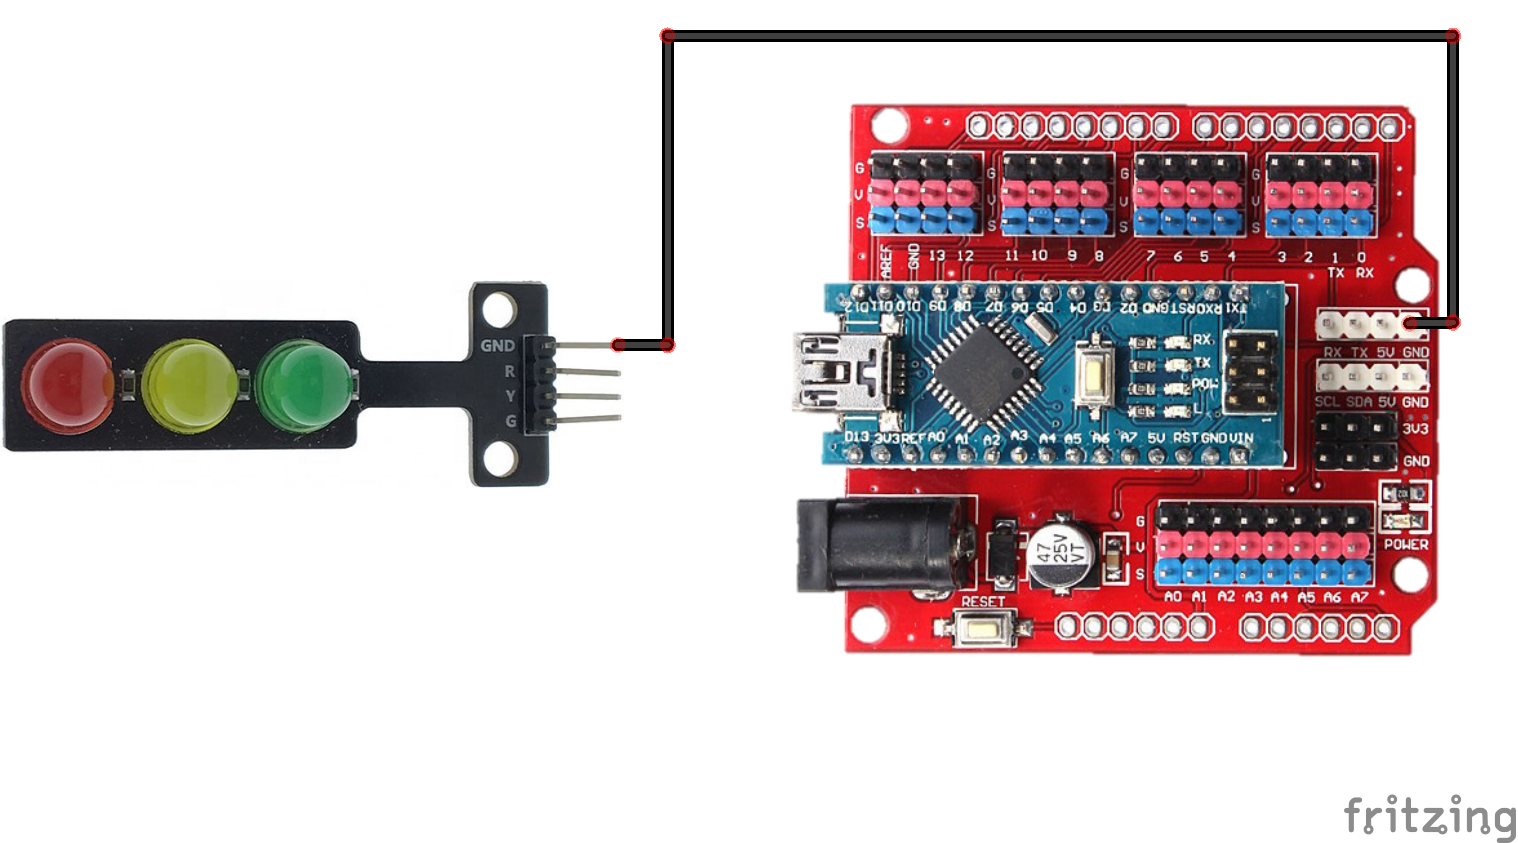 G
V
S
G
V
S
G
V
S
G
V
S
AREF GND 13 12 11 10 9 8 7 6 5 4 3 2 1 0
TX RX
D12 D11 D10 D9 D8 D7 D6 D5 D4 D3 D2 GND RST RX0 TX1
RX
TX
POW
L
1
RX TX 5V GND
SCL SDA 5V GND
3V3
GND
D13 3V3 REF A0 A1 A2 A3 A4 A5 A6 A7 5V RST GND VIN
GND
R
Y
G
47
25V
VT
G
V
S
A0 A1 A2 A3 A4 A5 A6 A7
POWER
RESET
fritzing